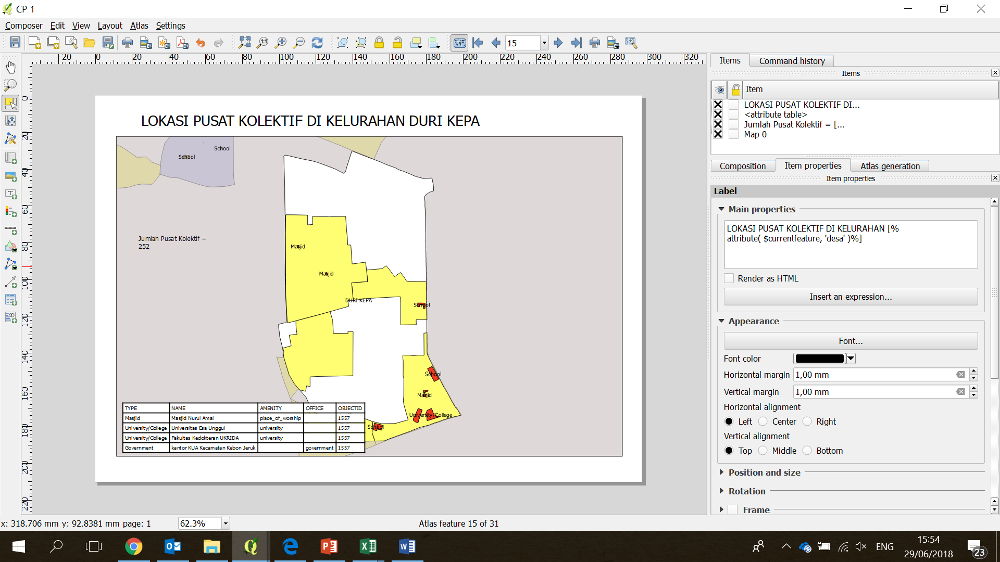 CP 1
Composer Edit View Layout Atlas Settings
15
-20 0 20 40 60 80 100 120 140 160 180 200 220 240 260 280 300 320
0 20 40 60 80 100 120 140 160 180 200 220
LOKASI PUSAT KOLEKTIF DI KELURAHAN DURI KEPA
School
School
Jumlah Pusat Kolektif =
252
Masjid
Masjid
DURI KEPA
School
School
Masjid
University/College
School
TYPE NAME AMENITY OFFICE OBJECTID
Masjid Masjid Nurul Amal place_of_worship 1557
University/College Universitas Esa Unggul university 1557
University/College Fakultas Kedokteran UKRIDA university 1557
Government kantor KUA Kecamatan Kebon Jeruk government 1557
Items Command history
Items
Item
LOKASI PUSAT KOLEKTIF DI...
<attribute table>
Jumlah Pusat Kolektif = [...
Map 0
Composition Item properties Atlas generation
Item properties
Label
Main properties
LOKASI PUSAT KOLEKTIF DI KELURAHAN [%
attribute( $currentfeature, 'desa' )%]
Render as HTML
Insert an expression...
Appearance
Font...
Font color
Horizontal margin 1,00 mm
Vertical margin 1,00 mm
Horizontal alignment
Left Center Right
Vertical alignment
Top Middle Bottom
Position and size
Rotation
Frame
x: 318.706 mm y: 92.8381 mm page: 1 62.3% Atlas feature 15 of 31
ENG
15:54
29/06/2018
23